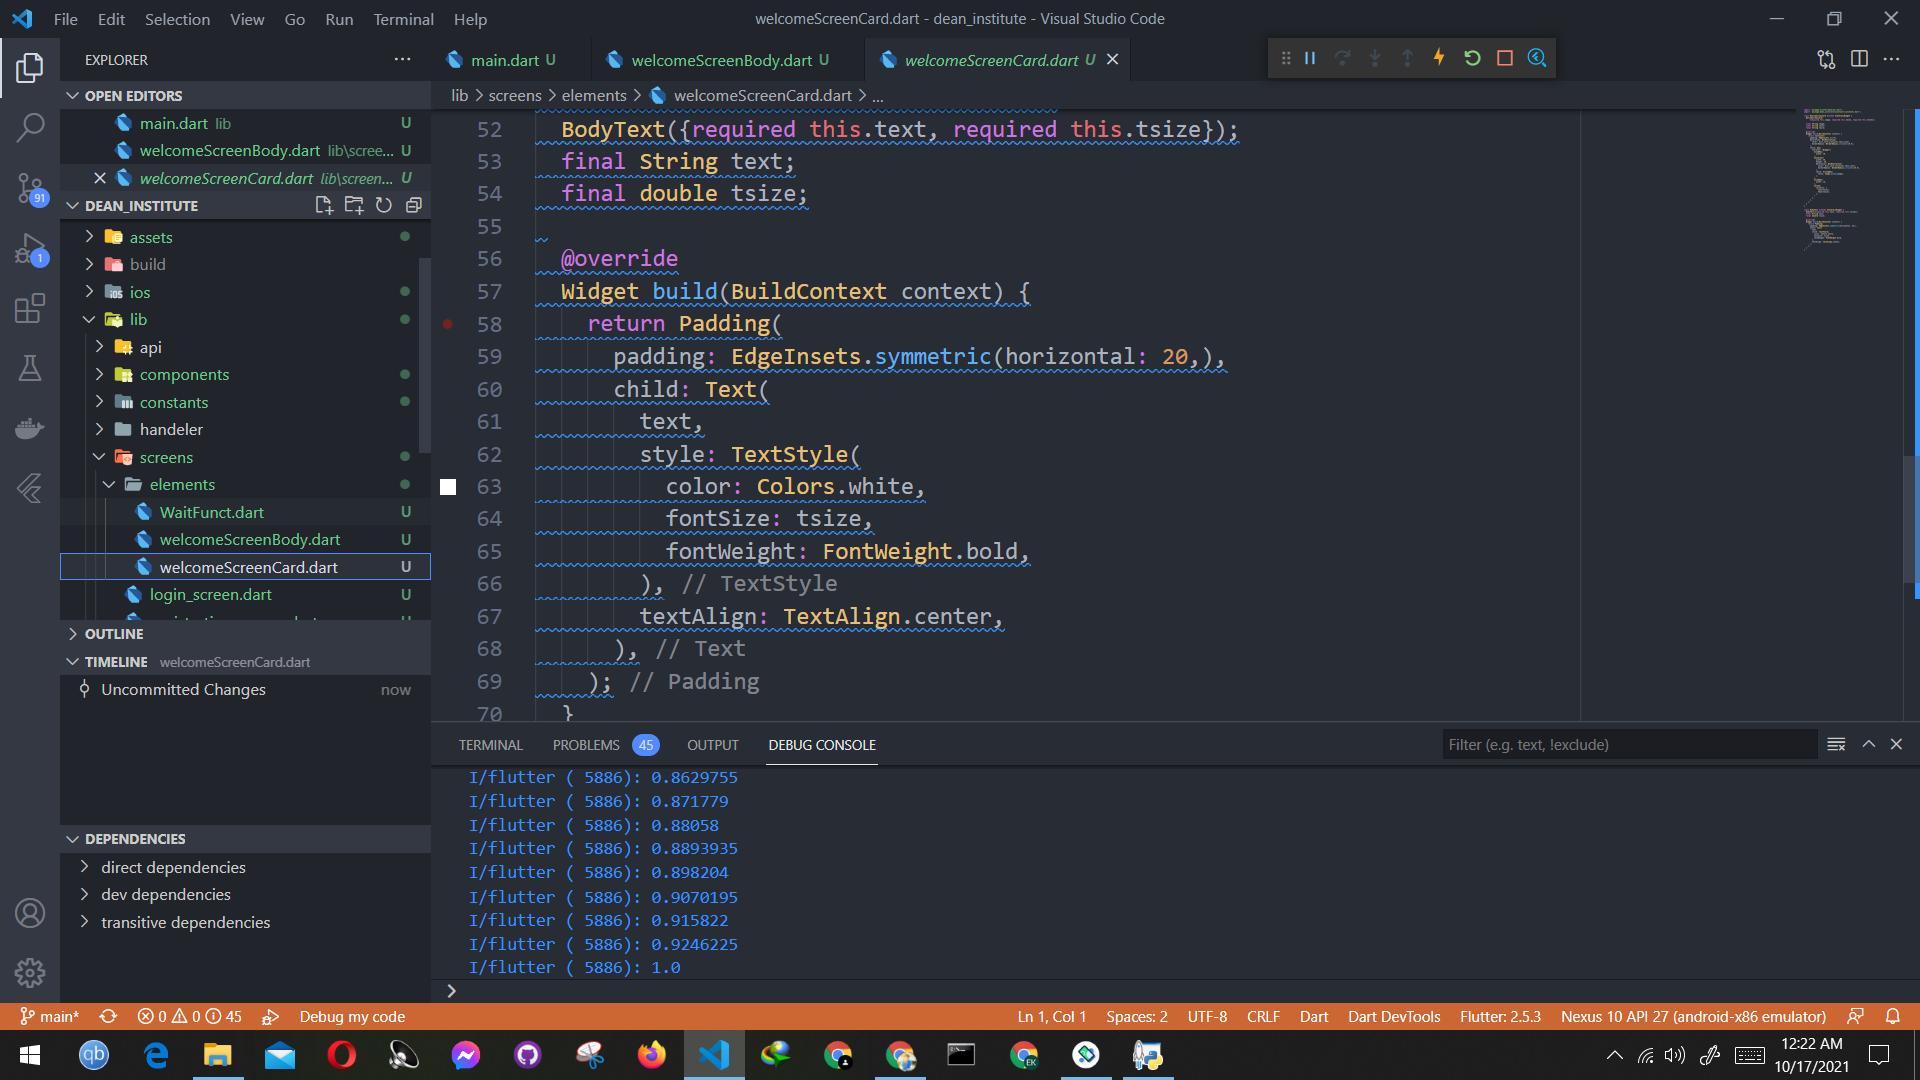 File Edit Selection View Go Run Terminal Help
welcomeScreenCard.dart - dean_institute - Visual Studio Code
EXPLORER
main.dart U
welcomeScreenBody.dart U
welcomeScreenCard.dart U
OPEN EDITORS
lib > screens > elements > welcomeScreenCard.dart > ...
main.dart lib U
welcomeScreenBody.dart lib\scree... U
welcomeScreenCard.dart lib\screen... U
DEAN_INSTITUTE
assets
build
ios
lib
api
components
constants
handeler
screens
elements
WaitFunct.dart U
welcomeScreenBody.dart U
welcomeScreenCard.dart U
login_screen.dart U
OUTLINE
TIMELINE welcomeScreenCard.dart
Uncommitted Changes now
DEPENDENCIES
direct dependencies
dev dependencies
transitive dependencies
91
1
52 BodyText({required this.text, required this.tsize});
53 final String text;
54 final double tsize;
55
56 @override
57 Widget build(BuildContext context) {
58 return Padding(
59 padding: EdgeInsets.symmetric(horizontal: 20,),
60 child: Text(
61 text,
62 style: TextStyle(
63 color: Colors.white,
64 fontSize: tsize,
65 fontWeight: FontWeight.bold,
66 ), // TextStyle
67 textAlign: TextAlign.center,
68 ), // Text
69 ); // Padding
70 }
TERMINAL PROBLEMS 45 OUTPUT DEBUG CONSOLE
Filter (e.g. text, !exclude)
I/flutter ( 5886): 0.8629755
I/flutter ( 5886): 0.871779
I/flutter ( 5886): 0.88058
I/flutter ( 5886): 0.8893935
I/flutter ( 5886): 0.898204
I/flutter ( 5886): 0.9070195
I/flutter ( 5886): 0.915822
I/flutter ( 5886): 0.9246225
I/flutter ( 5886): 1.0
main* 0 0 45 Debug my code
Ln 1, Col 1 Spaces: 2 UTF-8 CRLF Dart Dart DevTools Flutter: 2.5.3 Nexus 10 API 27 (android-x86 emulator)
qb
EK
12:22 AM
10/17/2021